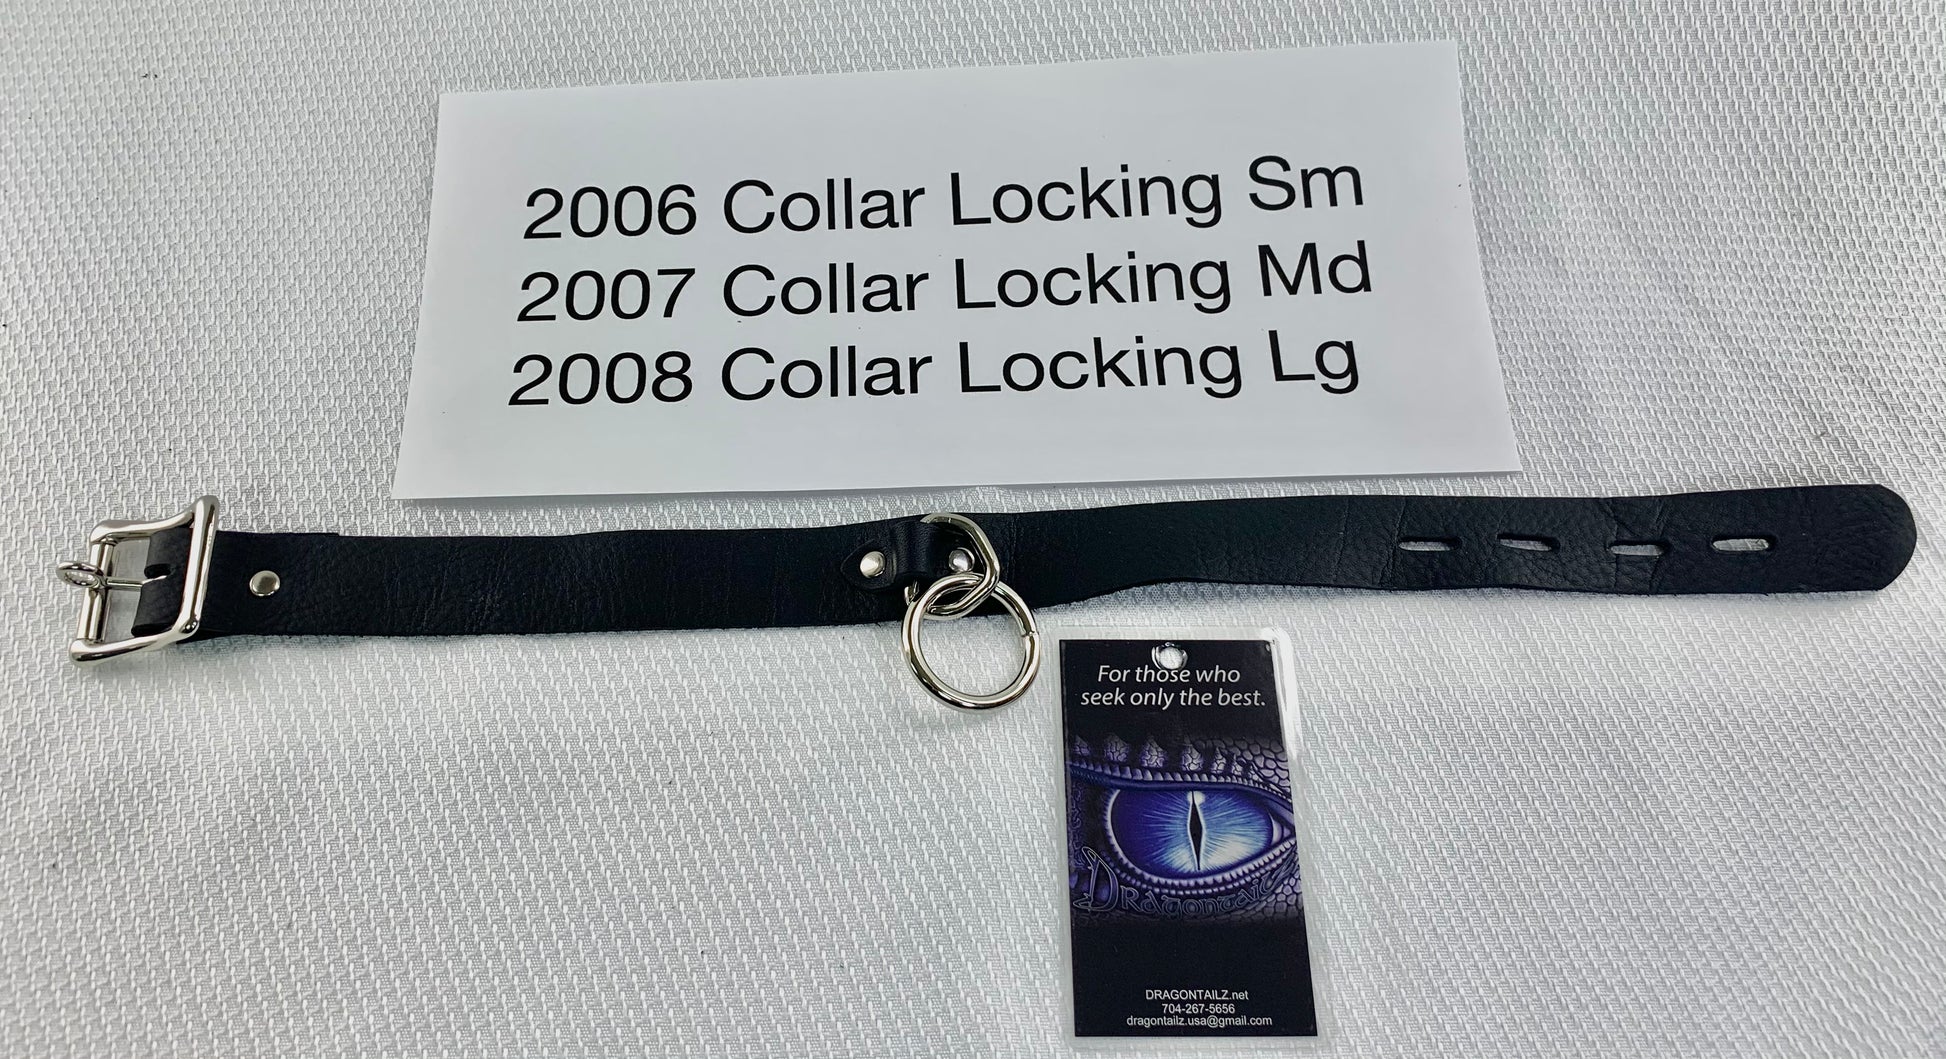 2006 Collar Locking Sm
2007 Collar Locking Md
2008 Collar Locking Lg
For those who
seek only the best.
DRAGONTAILZ.net
704-267-5656
dragontailz.usa@gmail.com